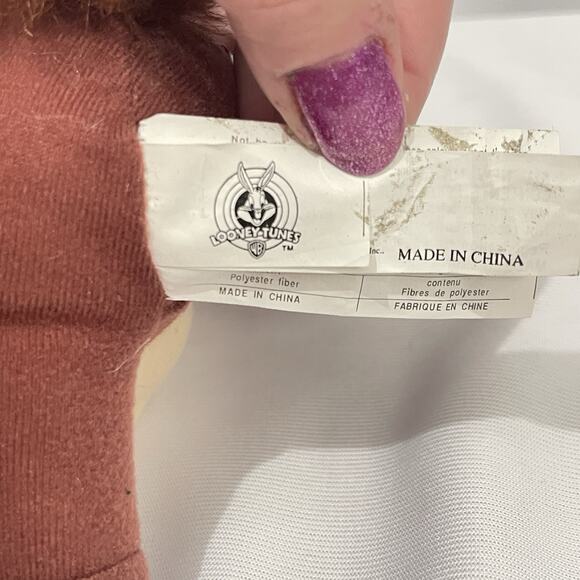 LOONEY TUNES
TM
WB
Inc.. MADE IN CHINA
Polyester fiber
MADE IN CHINA
contenu
Fibres de polyester
FABRIQUE EN CHINE